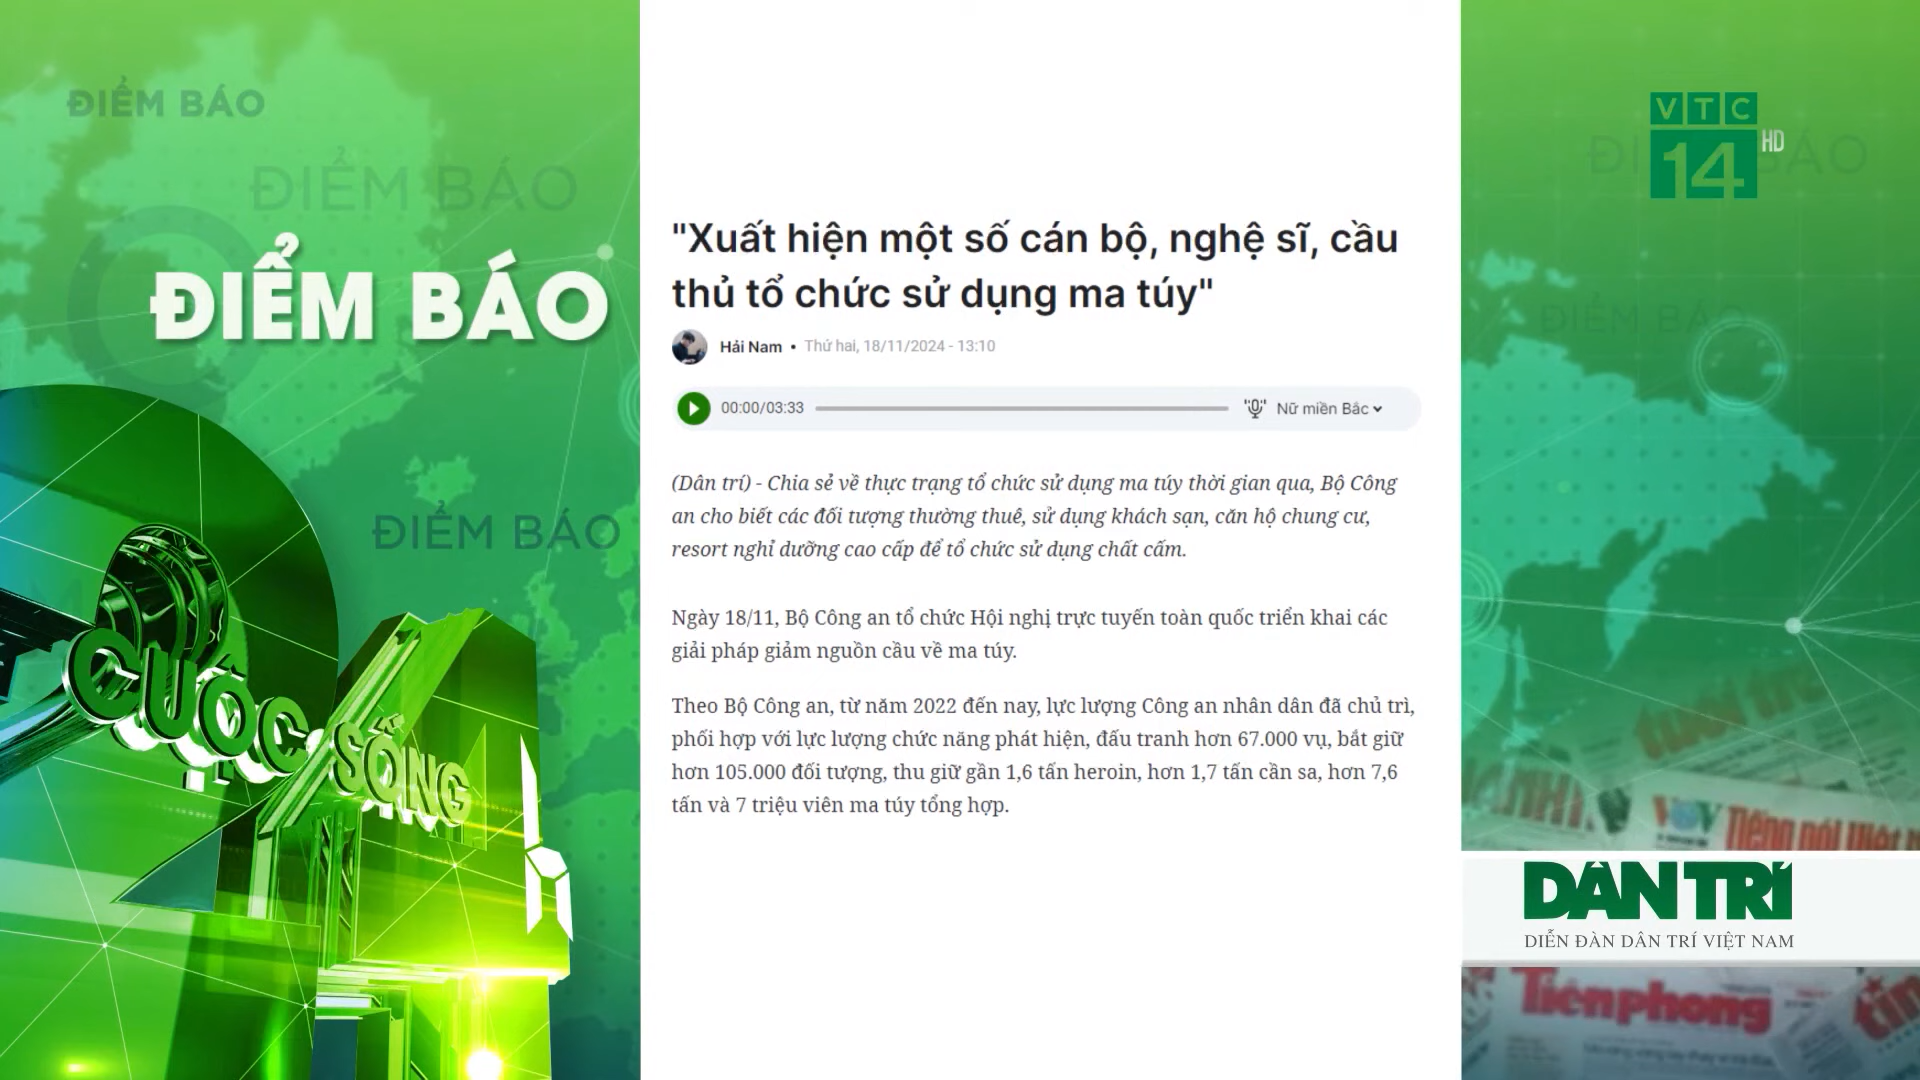 ĐIỂM BÁO
ĐIỂM BÁO
ĐIỂM BÁO
ĐIỂM BÁO
CUỘC SỐNG
24h
"Xuất hiện một số cán bộ, nghệ sĩ, cầu
thủ tổ chức sử dụng ma túy"
Hải Nam • Thứ hai, 18/11/2024 - 13:10
00:00/03:33
Nữ miền Bắc
(Dân trí) - Chia sẻ về thực trạng tổ chức sử dụng ma túy thời gian qua, Bộ Công
an cho biết các đối tượng thường thuê, sử dụng khách sạn, căn hộ chung cư,
resort nghỉ dưỡng cao cấp để tổ chức sử dụng chất cấm.
Ngày 18/11, Bộ Công an tổ chức Hội nghị trực tuyến toàn quốc triển khai các
giải pháp giảm nguồn cầu về ma túy.
Theo Bộ Công an, từ năm 2022 đến nay, lực lượng Công an nhân dân đã chủ trì,
phối hợp với lực lượng chức năng phát hiện, đấu tranh hơn 67.000 vụ, bắt giữ
hơn 105.000 đối tượng, thu giữ gần 1,6 tấn heroin, hơn 1,7 tấn cần sa, hơn 7,6
tấn và 7 triệu viên ma túy tổng hợp.
VTC
14 HD
ĐIỂM BÁO
ĐIỂM BÁO
VOV Tiếng nói Việt
DÂN TRÍ
DIỄN ĐÀN DÂN TRÍ VIỆT NAM
Tiền phong